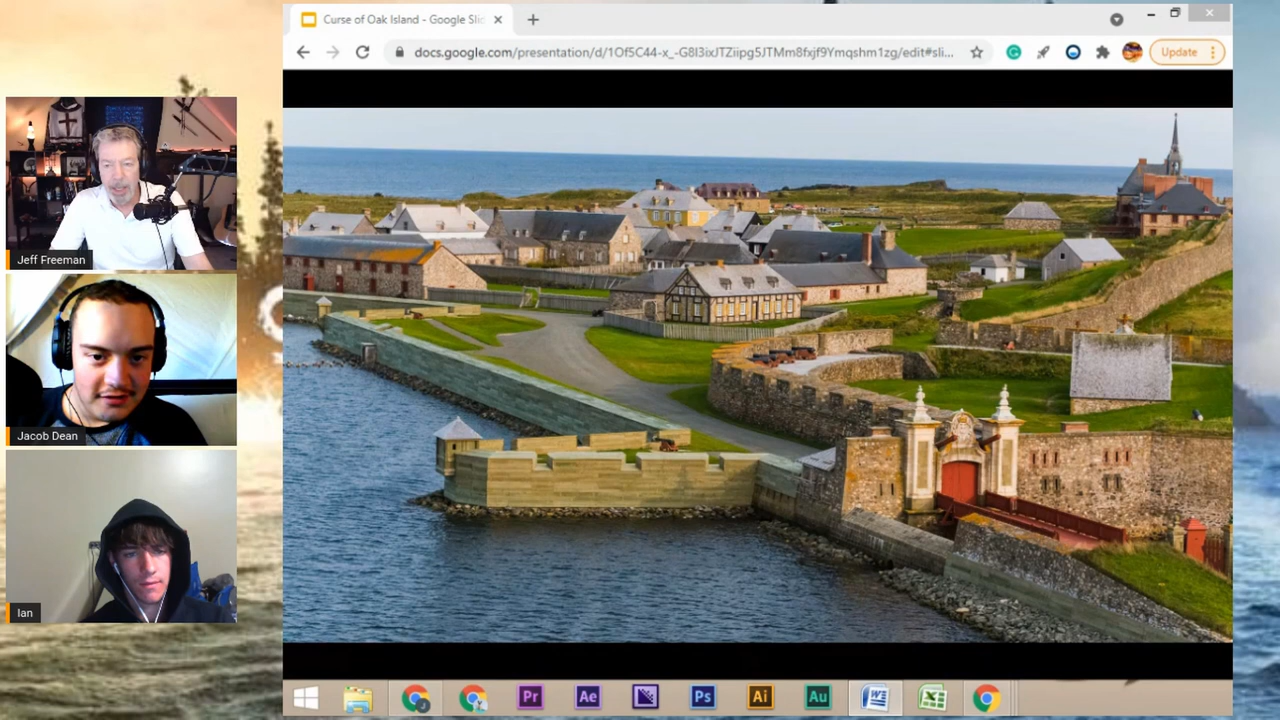 Curse of Oak Island - Google Slid
docs.google.com/presentation/d/1Of5C44-x_-G8I3ixJTZiipg5JTMm8fxjf9Ymqshm1zg/edit#sli...
Update
Jeff Freeman
Jacob Dean
Ian
Pr
Ae
Ps
Ai
Au